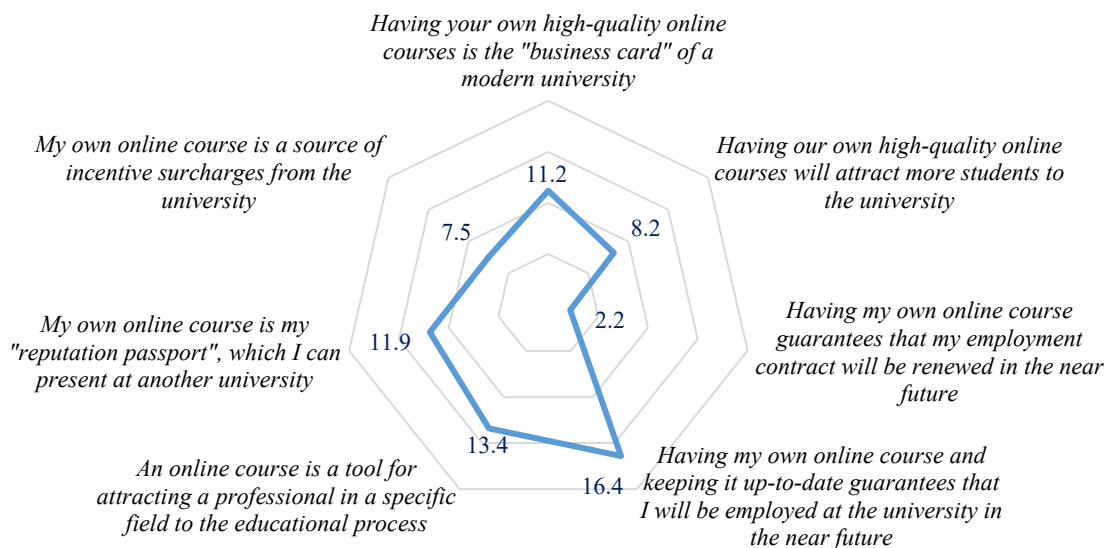 Having your own high-quality online
courses is the "business card" of a
modern university
My own online course is a source of
incentive surcharges from the
university
Having our own high-quality online
courses will attract more students to
the university
11.2
8.2
7.5
2.2
11.9
13.4
16.4
My own online course is my
"reputation passport", which I can
present at another university
Having my own online course
guarantees that my employment
contract will be renewed in the near
future
An online course is a tool for
attracting a professional in a specific
field to the educational process
Having my own online course and
keeping it up-to-date guarantees that
I will be employed at the university in
the near future